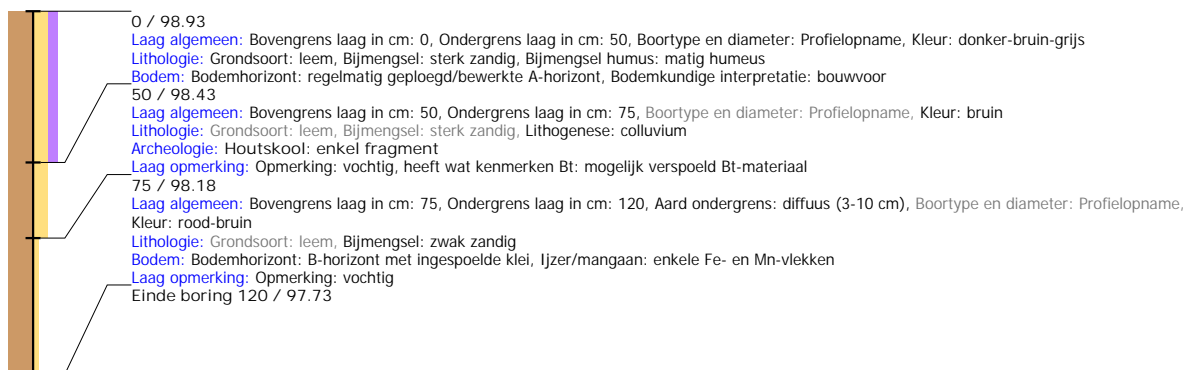 0 / 98.93
Laag algemeen: Bovengrens laag in cm: 0, Ondergrens laag in cm: 50, Boortype en diameter: Profielopname, Kleur: donker-bruin-grijs
Lithologie: Grondsoort: leem, Bijmengsel: sterk zandig, Bijmengsel humus: matig humeus
Bodem: Bodemhorizont: regelmatig geploegd/bewerkte A-horizont, Bodemkundige interpretatie: bouwvoor
50 / 98.43
Laag algemeen: Bovengrens laag in cm: 50, Ondergrens laag in cm: 75, Boortype en diameter: Profielopname, Kleur: bruin
Lithologie: Grondsoort: leem, Bijmengsel: sterk zandig, Lithogenese: colluvium
Archeologie: Houtskool: enkel fragment
Laag opmerking: Opmerking: vochtig, heeft wat kenmerken Bt: mogelijk verspoeld Bt-materiaal
75 / 98.18
Laag algemeen: Bovengrens laag in cm: 75, Ondergrens laag in cm: 120, Aard ondergrens: diffuus (3-10 cm), Boortype en diameter: Profielopname,
Kleur: rood-bruin
Lithologie: Grondsoort: leem, Bijmengsel: zwak zandig
Bodem: Bodemhorizont: B-horizont met ingespoelde klei, Ijzer/mangaan: enkele Fe- en Mn-vlekken
Laag opmerking: Opmerking: vochtig
Einde boring 120 / 97.73